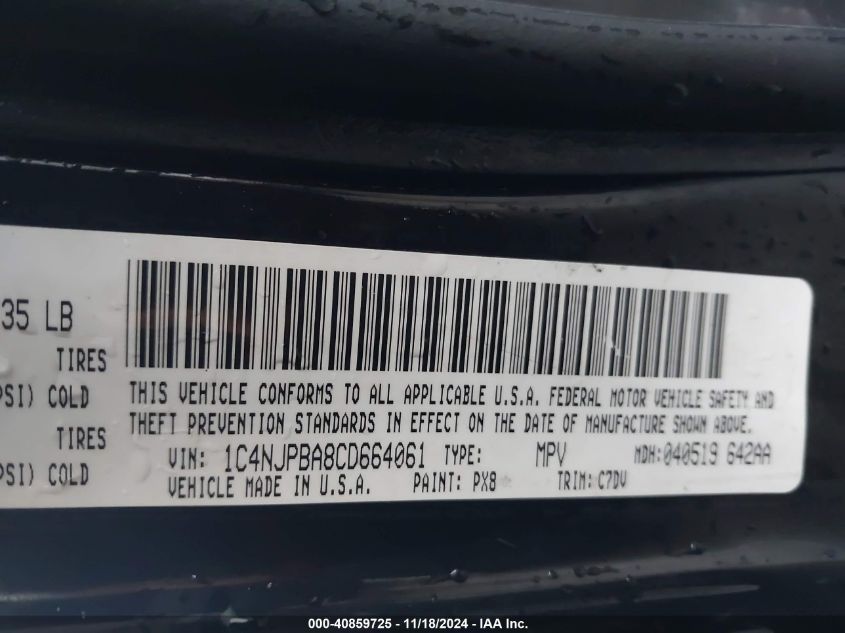 35 LB
TIRES
PSI) COLD
TIRES
PSI) COLD
THIS VEHICLE CONFORMS TO ALL APPLICABLE U.S.A. FEDERAL MOTOR VEHICLE SAFETY AND
THEFT PREVENTION STANDARDS IN EFFECT ON THE DATE OF MANUFACTURE SHOWN ABOVE.
VIN: 1C4NJPBA8CD664061 TYPE: MPV MDH: 040519 642AA
VEHICLE MADE IN U.S.A. PAINT: PX8 TRIM: C7DV
000-40859725 - 11/18/2024 - IAA Inc.